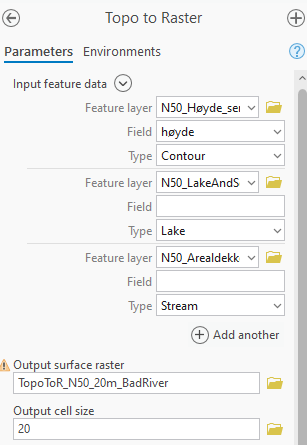 Topo to Raster
Parameters Environments
Input feature data
Feature layer N50_Høyde_ser
Field høyde
Type Contour
Feature layer N50_LakeAndS
Field
Type Lake
Feature layer N50_Arealdekk
Field
Type Stream
Add another
Output surface raster
TopoToR_N50_20m_BadRiver
Output cell size
20